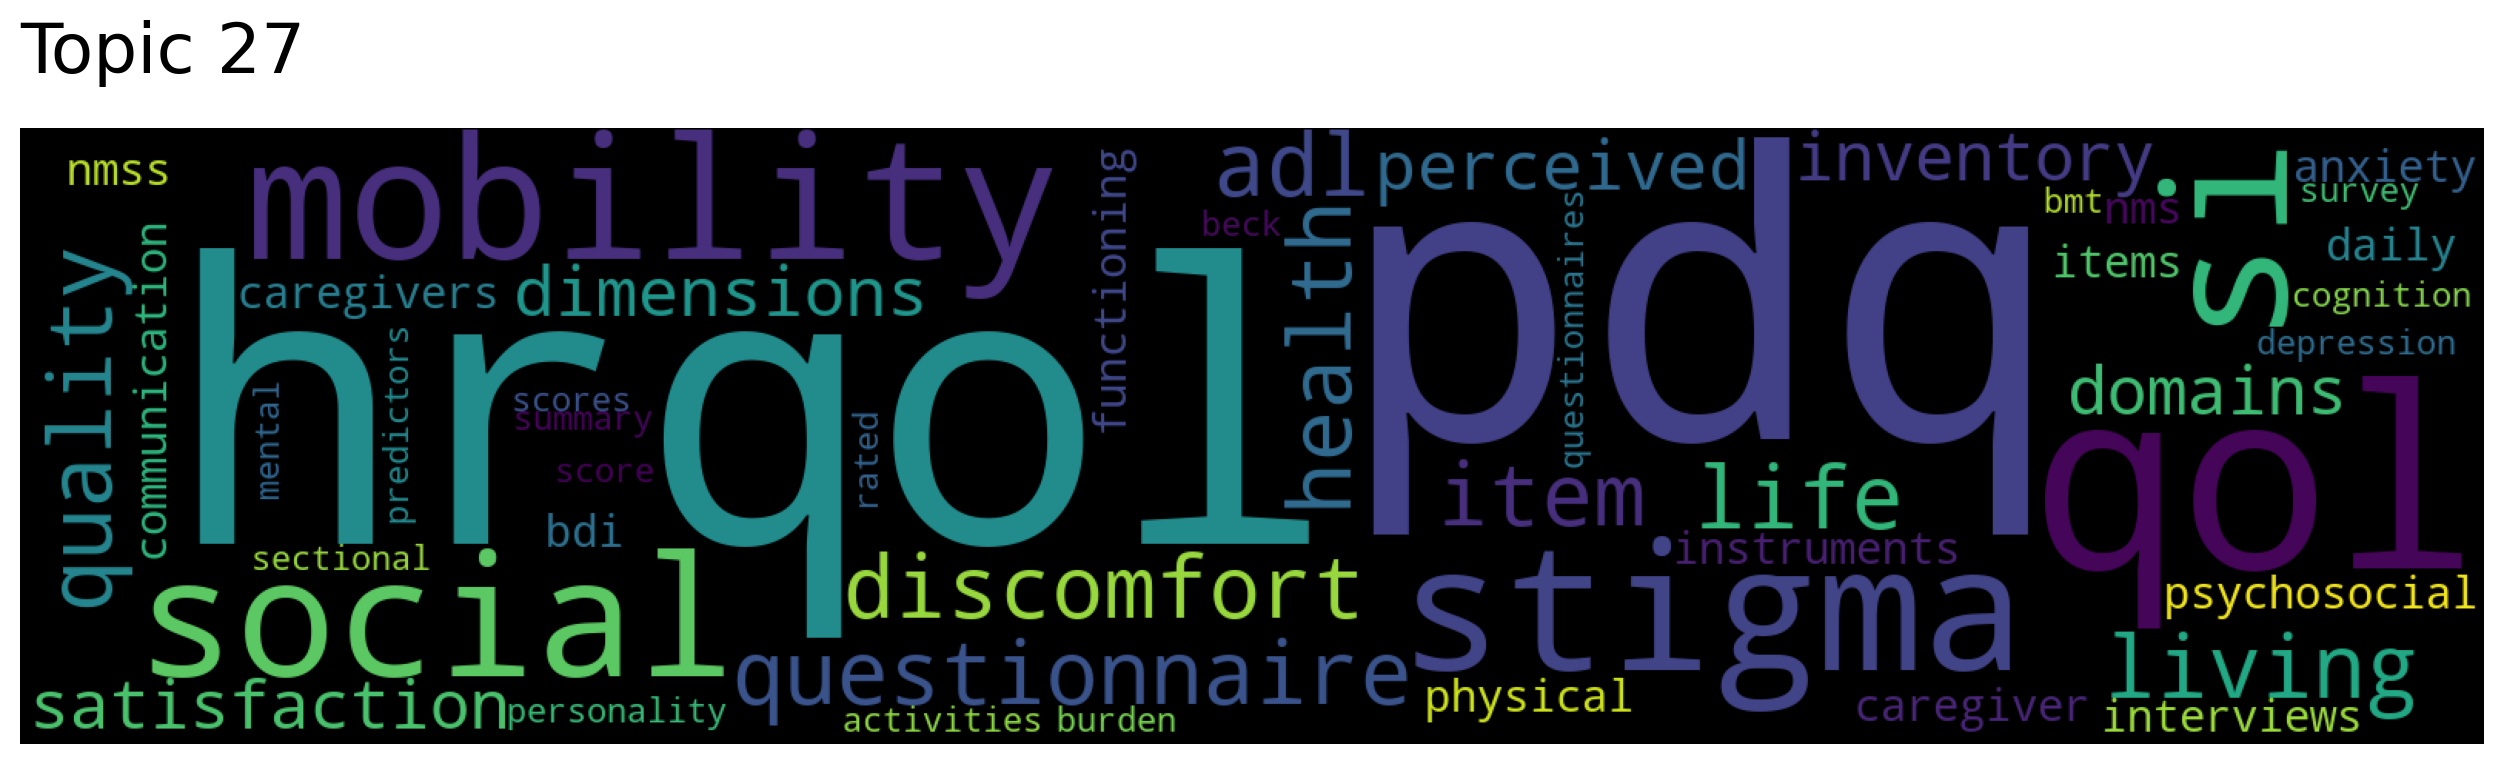 Topic 27
nmss
mobility
functioning
adl
perceived
inventory
anxiety
survey
bmt
nms
si
beck
questionnaires
daily
items
cognition
quality
communication
caregivers
dimensions
health
pdq
depression
hrqol
mental
predictors
scores
summary
score
rated
domains
qol
item
life
bdi
instruments
sectional
social
discomfort
stigma
psychosocial
questionnaire
living
satisfaction
personality
activities
burden
physical
caregiver
interviews